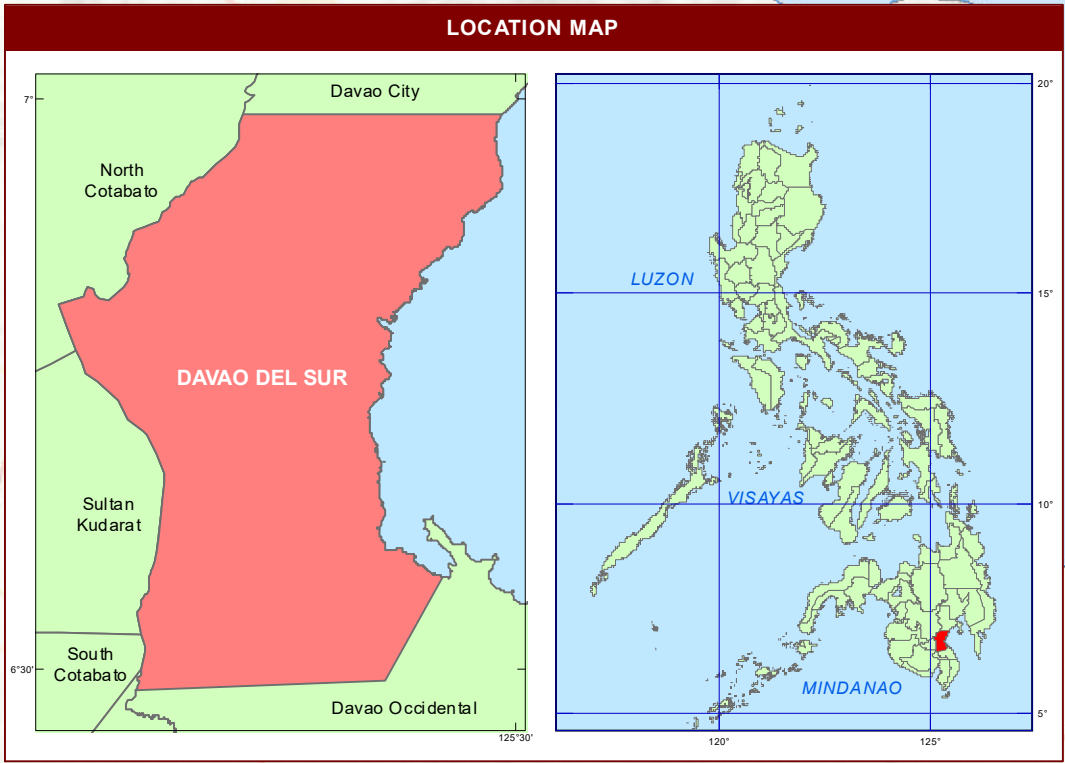 LOCATION MAP
Davao City
7°
North
Cotabato
DAVAO DEL SUR
Sultan
Kudarat
South
Cotabato
6°30'
Davao Occidental
125°30'
20°
LUZON
15°
VISAYAS
10°
MINDANAO
5°
120°
125°